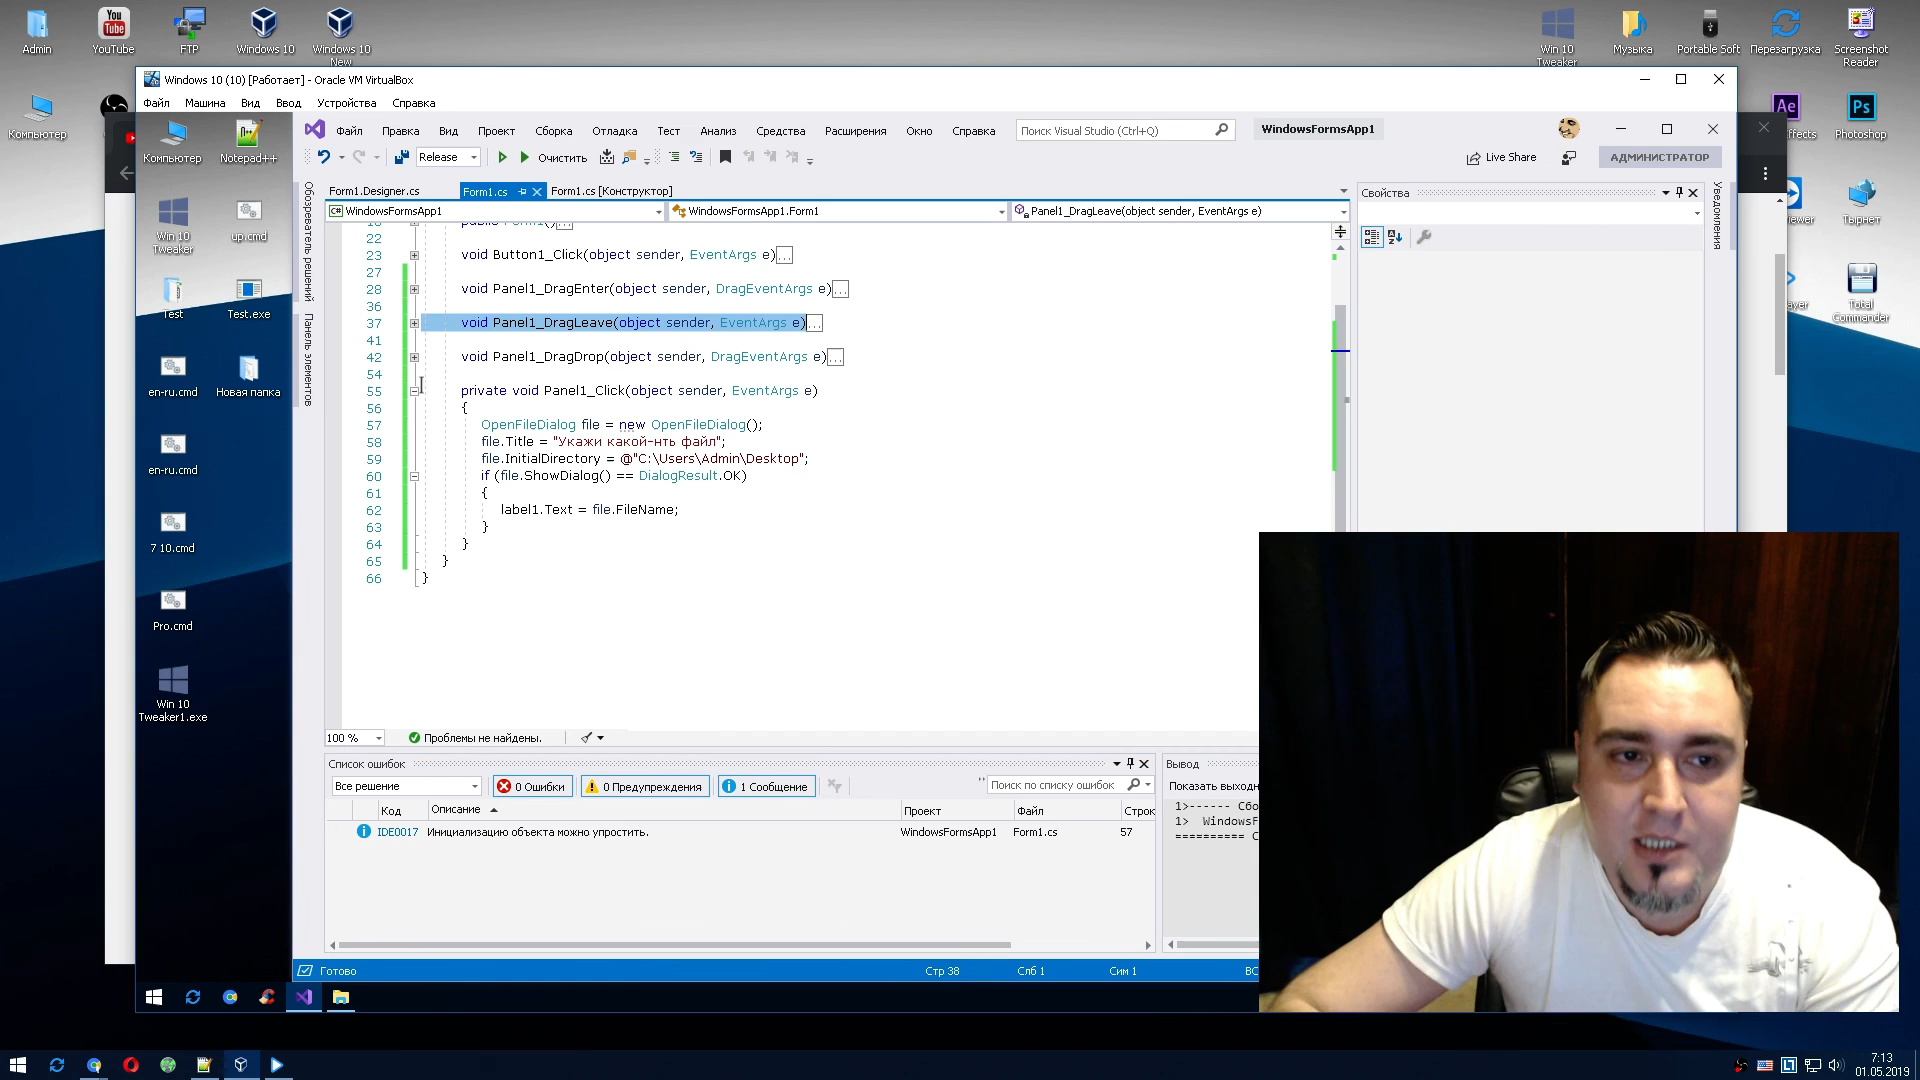 Admin
YouTube
FTP
Windows 10
Windows 10
New
Win 10
Tweaker
Музыка
Portable Soft
Перезагрузка
Screenshot
Reader
Компьютер
Photoshop
Тырнет
Total
Commander
Windows 10 (10) [Работает] - Oracle VM VirtualBox
Файл Машина Вид Ввод Устройства Справка
Компьютер
Notepad++
Win 10
Tweaker
up.cmd
Test
Test.exe
en-ru.cmd
Новая папка
en-ru.cmd
7 10.cmd
Pro.cmd
Win 10
Tweaker1.exe
Файл Правка Вид Проект Сборка Отладка Тест Анализ Средства Расширения Окно Справка
Поиск Visual Studio (Ctrl+Q)
WindowsFormsApp1
Release
Очистить
Live Share
АДМИНИСТРАТОР
Обозреватель решений
Панель элементов
Form1.Designer.cs
Form1.cs
Form1.cs [Конструктор]
WindowsFormsApp1
WindowsFormsApp1.Form1
Panel1_DragLeave(object sender, EventArgs e)
Свойства
Уведомления
22
23 void Button1_Click(object sender, EventArgs e)...
27
28 void Panel1_DragEnter(object sender, DragEventArgs e)...
36
37 void Panel1_DragLeave(object sender, EventArgs e)...
41
42 void Panel1_DragDrop(object sender, DragEventArgs e)...
54
55 private void Panel1_Click(object sender, EventArgs e)
56 {
57 OpenFileDialog file = new OpenFileDialog();
58 file.Title = "Укажи какой-нть файл";
59 file.InitialDirectory = @"C:\Users\Admin\Desktop";
60 if (file.ShowDialog() == DialogResult.OK)
61 {
62 label1.Text = file.FileName;
63 }
64 }
65 }
66 }
100 %
Проблемы не найдены.
Список ошибок
Все решение
0 Ошибки
0 Предупреждения
1 Сообщение
Поиск по списку ошибок
Код Описание Проект Файл Строк
IDE0017 Инициализацию объекта можно упростить. WindowsFormsApp1 Form1.cs 57
Вывод
Показать выходн
1>------ Сбо
1> WindowsF
========== С
Готово
Стр 38
Слб 1
Сим 1
ВС
7:13
01.05.2019